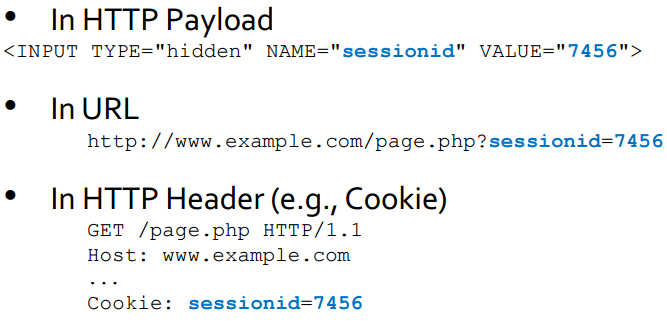 • In HTTP Payload
<INPUT TYPE="hidden" NAME="sessionid" VALUE="7456">
• In URL
http://www.example.com/page.php?sessionid=7456
• In HTTP Header (e.g., Cookie)
GET /page.php HTTP/1.1
Host: www.example.com
...
Cookie: sessionid=7456